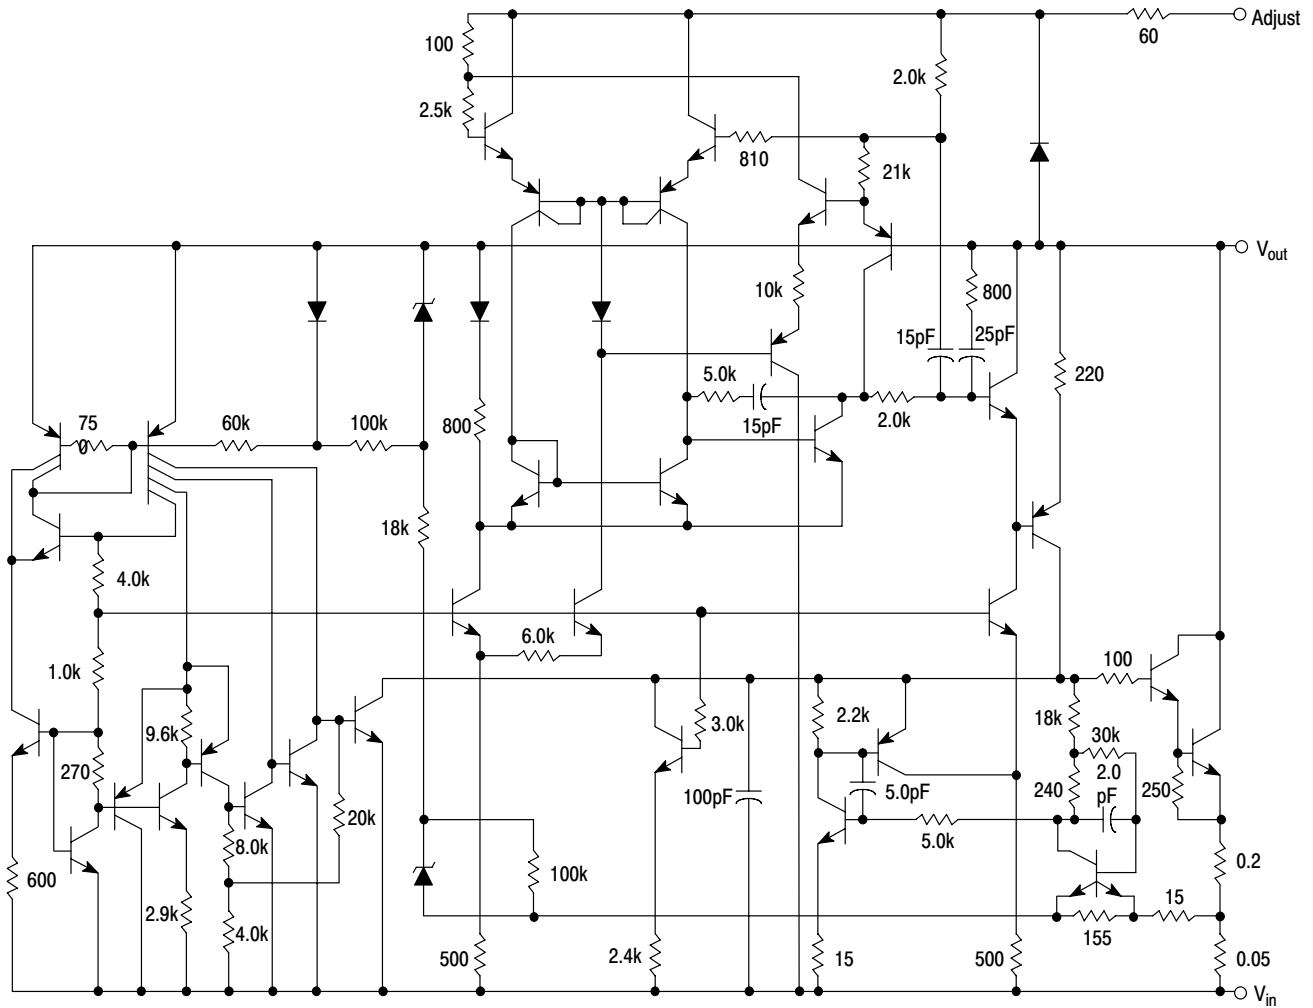 100
60
Adjust
2.0k
2.5k
810
21k
Vout
10k
800
15pF
25pF
220
5.0k
75
0
60k
100k
800
15pF
2.0k
18k
4.0k
6.0k
1.0k
100
9.6k
3.0k
2.2k
18k
30k
270
2.0
pF
240
250
100pF
5.0pF
20k
5.0k
8.0k
600
100k
0.2
15
2.9k
4.0k
155
500
2.4k
15
500
0.05
Vin